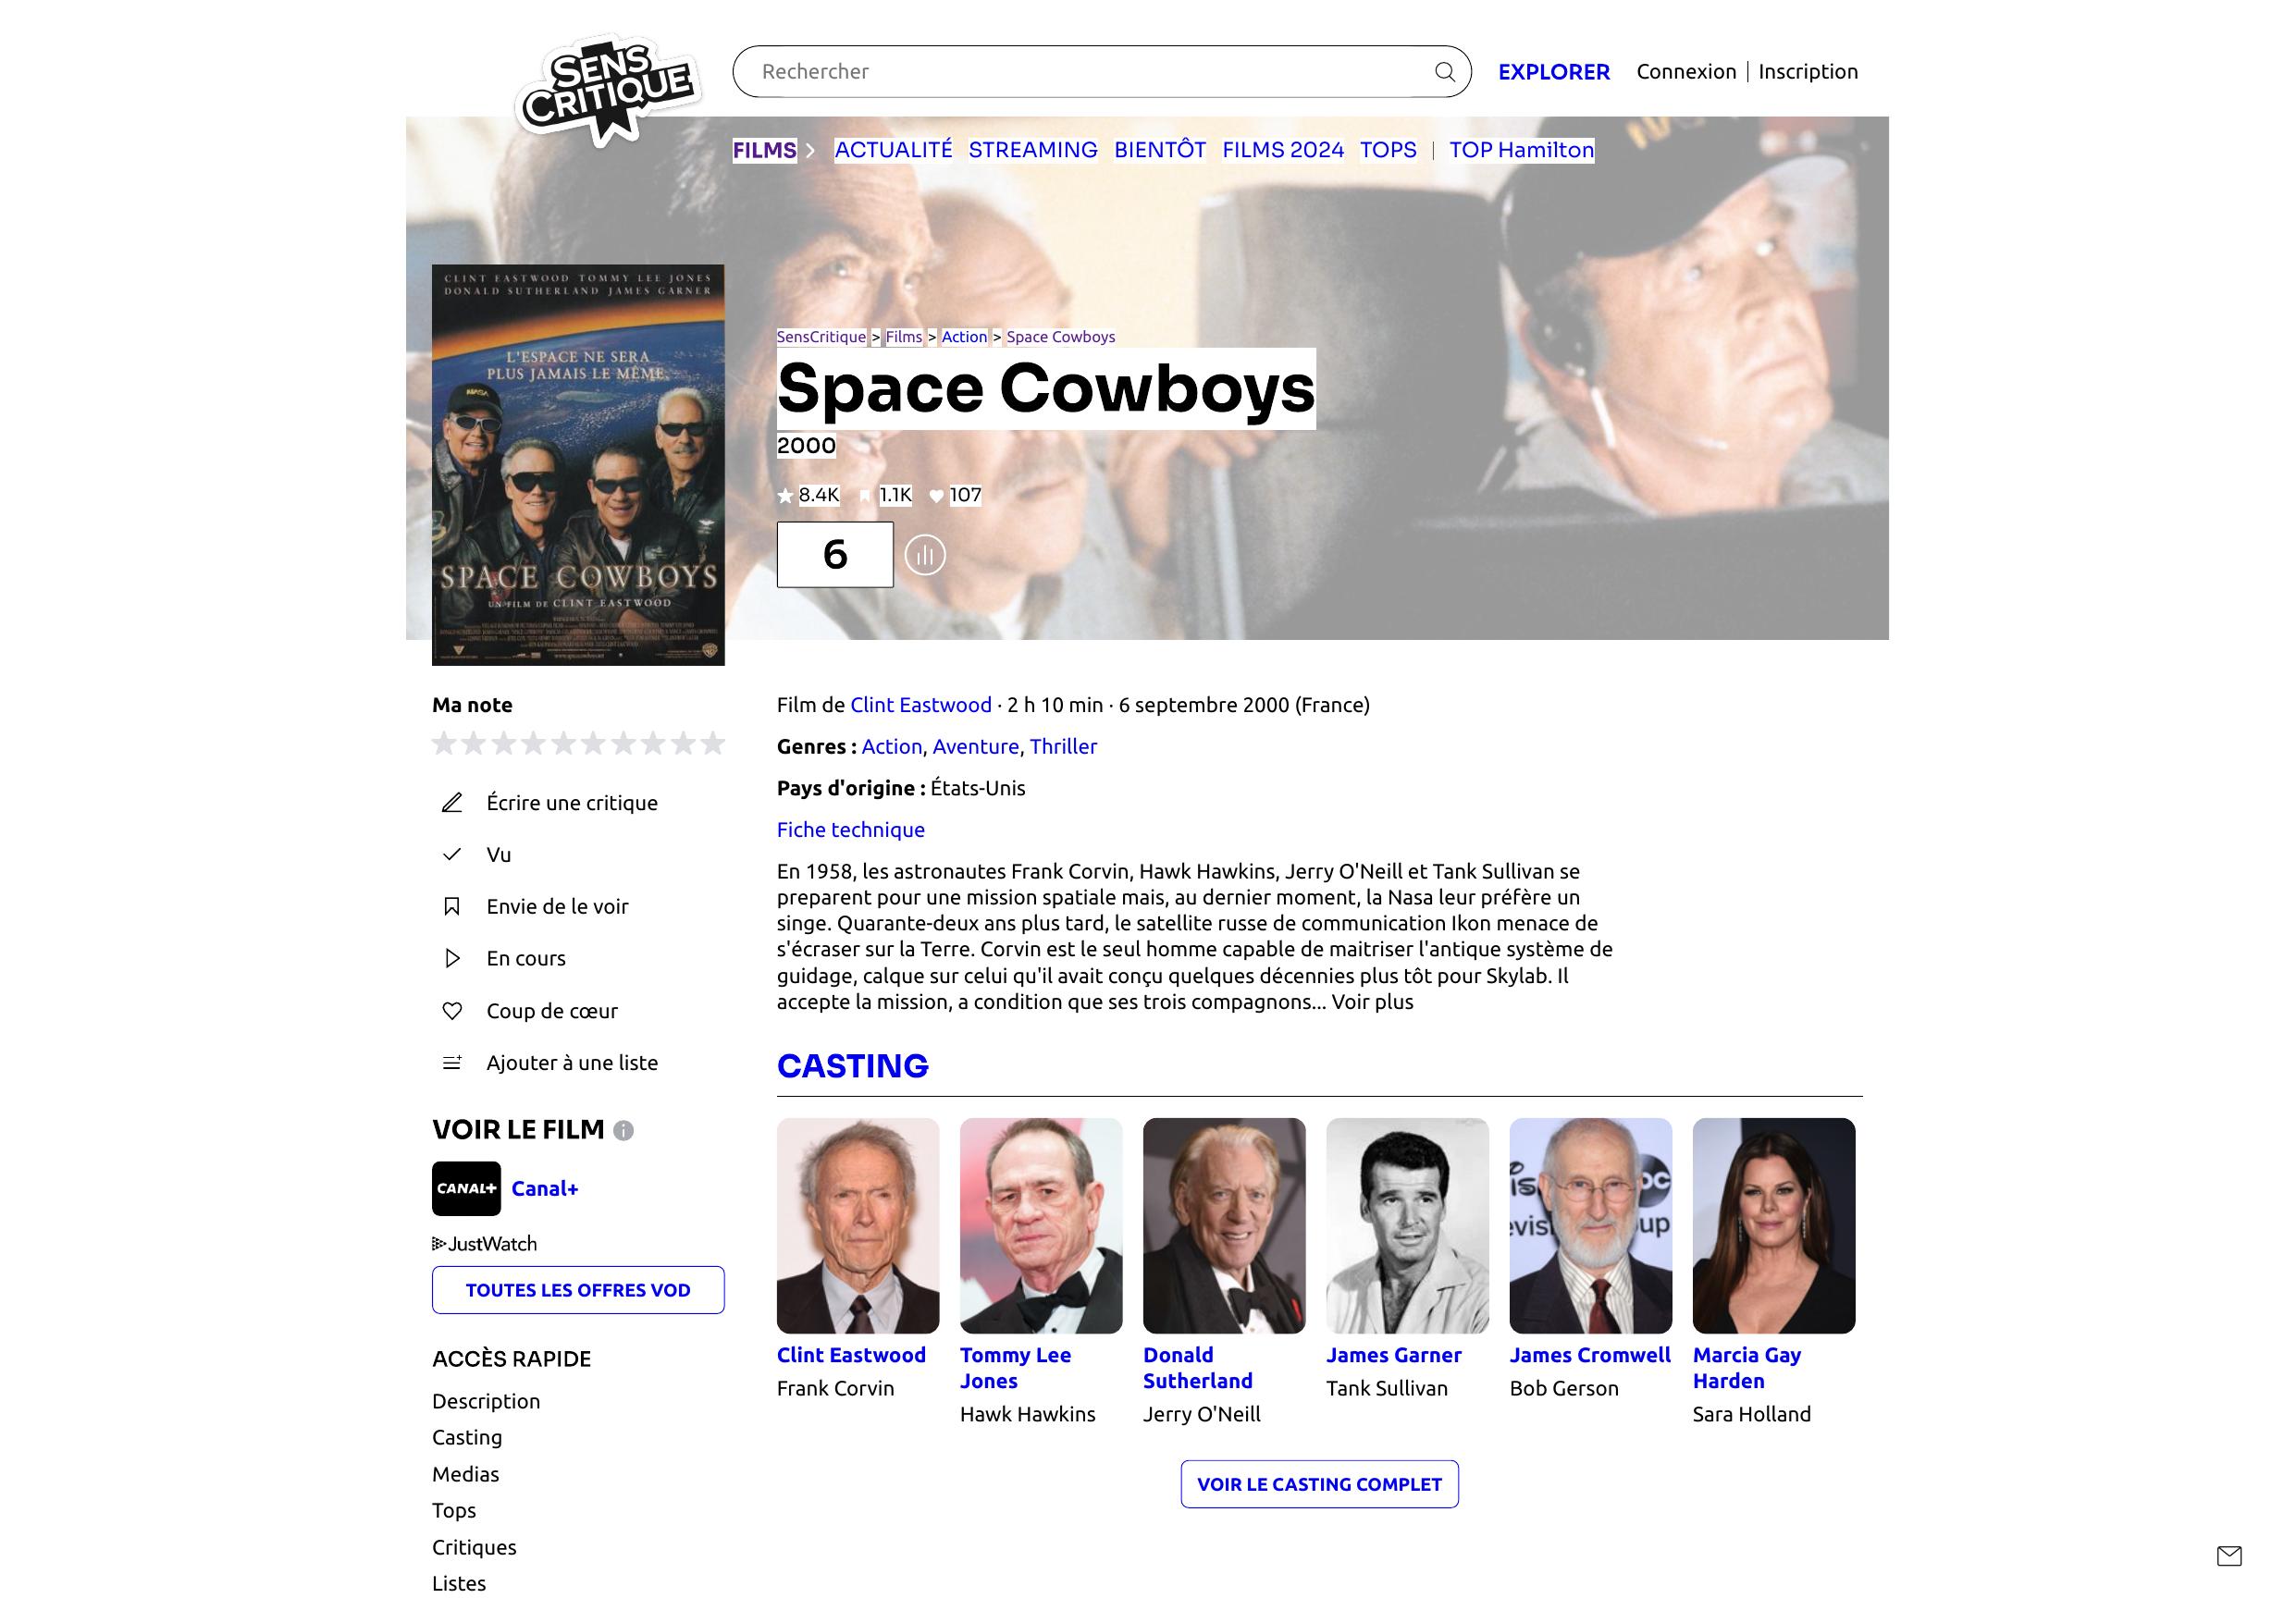 SENS
CRITIQUE
Rechercher
EXPLORER
Connexion | Inscription
FILMS
ACTUALITÉ
STREAMING
BIENTÔT
FILMS 2024
TOPS
TOP Hamilton
CLINT EASTWOOD TOMMY LEE JONES
DONALD SUTHERLAND JAMES GARNER
L'ESPACE NE SERA
PLUS JAMAIS LE MÊME.
NASA
SPACE COWBOYS
UN FILM DE CLINT EASTWOOD
SensCritique > Films > Action > Space Cowboys
Space Cowboys
2000
8.4K 1.1K 107
6
Ma note
Écrire une critique
Vu
Envie de le voir
En cours
Coup de cœur
Ajouter à une liste
VOIR LE FILM
CANAL+
Canal+
JustWatch
TOUTES LES OFFRES VOD
ACCÈS RAPIDE
Description
Casting
Medias
Tops
Critiques
Listes
Film de Clint Eastwood · 2 h 10 min · 6 septembre 2000 (France)
Genres : Action, Aventure, Thriller
Pays d'origine : États-Unis
Fiche technique
En 1958, les astronautes Frank Corvin, Hawk Hawkins, Jerry O'Neill et Tank Sullivan se
preparent pour une mission spatiale mais, au dernier moment, la Nasa leur préfère un
singe. Quarante-deux ans plus tard, le satellite russe de communication Ikon menace de
s'écraser sur la Terre. Corvin est le seul homme capable de maitriser l'antique système de
guidage, calque sur celui qu'il avait conçu quelques décennies plus tôt pour Skylab. Il
accepte la mission, a condition que ses trois compagnons... Voir plus
CASTING
Clint Eastwood
Frank Corvin
Tommy Lee
Jones
Hawk Hawkins
Donald
Sutherland
Jerry O'Neill
James Garner
Tank Sullivan
James Cromwell
Bob Gerson
Marcia Gay
Harden
Sara Holland
VOIR LE CASTING COMPLET